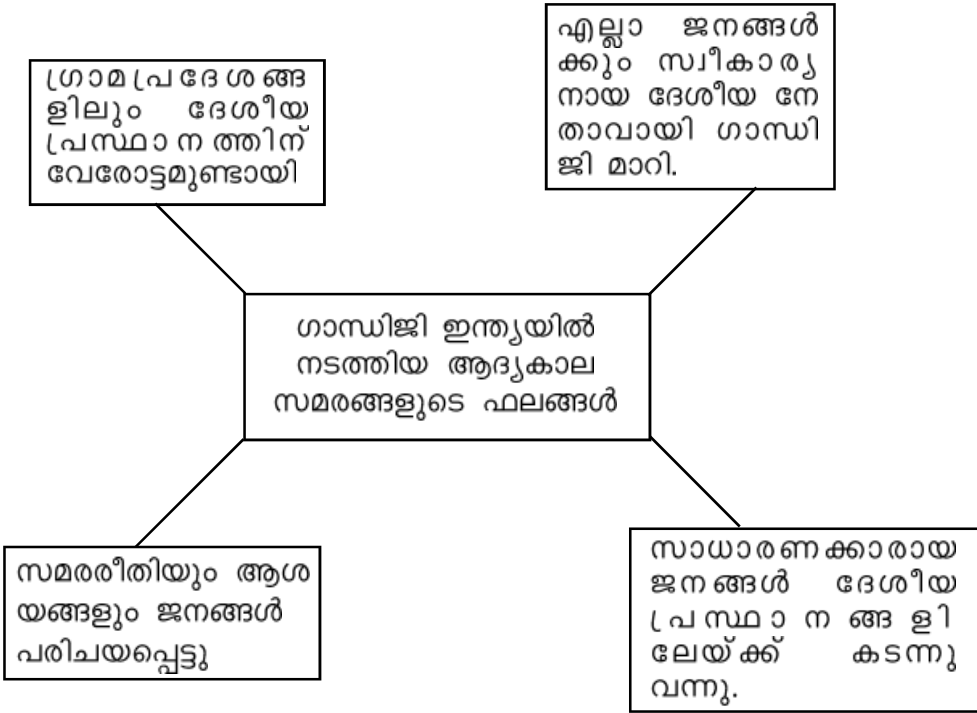 ഗ്രാമപ്രദേശങ്ങ
ളിലും ദേശീയ
പ്രസ്ഥാനത്തിന്
വേരോട്ടമുണ്ടായി
എല്ലാ ജനങ്ങൾ
ക്കും സ്വീകാര്യ
നായ ദേശീയ നേ
താവായി ഗാന്ധി
ജി മാറി.
ഗാന്ധിജി ഇന്ത്യയിൽ
നടത്തിയ ആദ്യകാല
സമരങ്ങളുടെ ഫലങ്ങൾ
സമരരീതിയും ആശ
യങ്ങളും ജനങ്ങൾ
പരിചയപ്പെട്ടു
സാധാരണക്കാരായ
ജനങ്ങൾ ദേശീയ
പ്രസ്ഥാനങ്ങളി
ലേയ്ക്ക് കടന്നു
വന്നു.